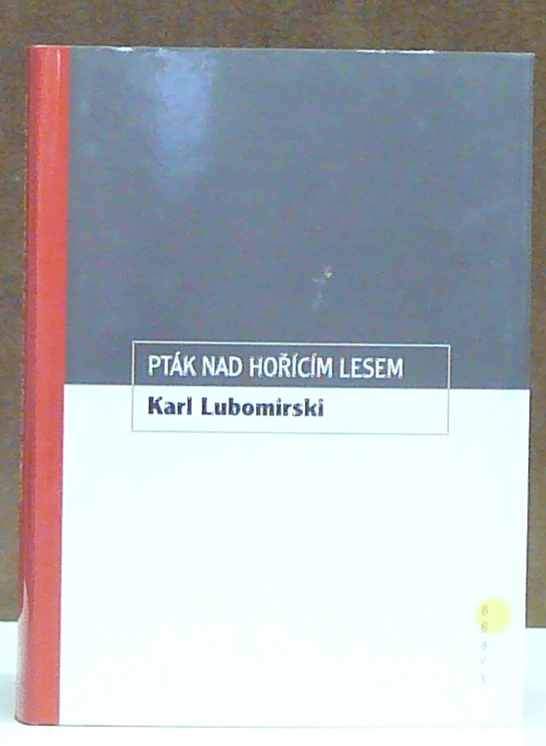 PTÁK NAD HOŘÍCÍM LESEM
Karl Lubomirski